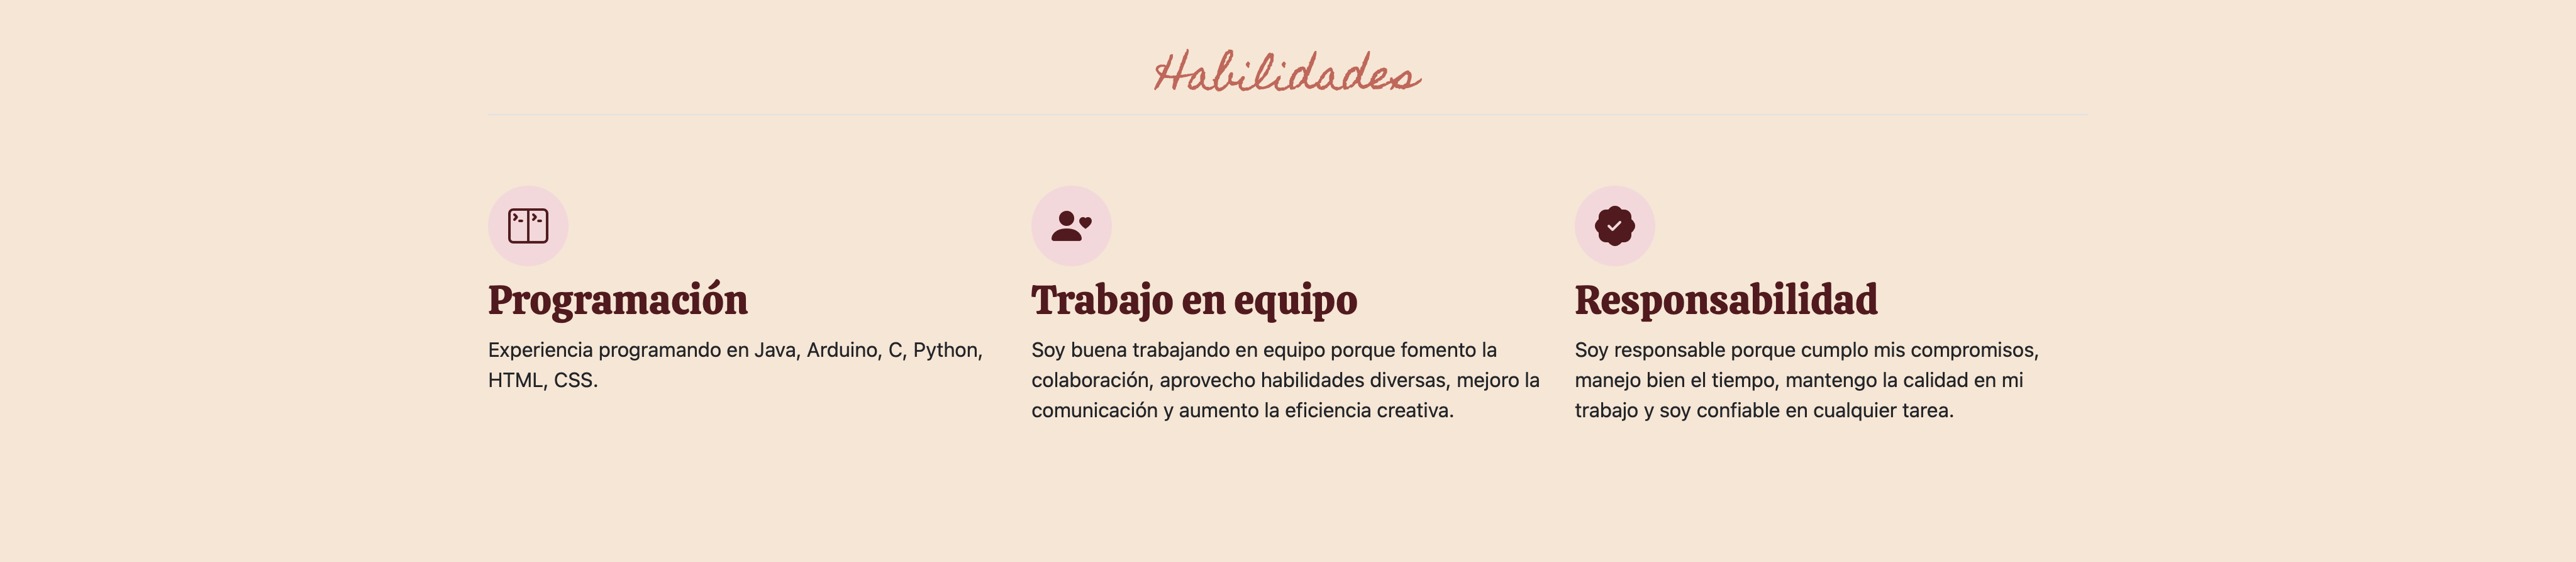 Habilidades
Programación
Experiencia programando en Java, Arduino, C, Python,
HTML, CSS.
Trabajo en equipo
Soy buena trabajando en equipo porque fomento la
colaboración, aprovecho habilidades diversas, mejoro la
comunicación y aumento la eficiencia creativa.
Responsabilidad
Soy responsable porque cumplo mis compromisos,
manejo bien el tiempo, mantengo la calidad en mi
trabajo y soy confiable en cualquier tarea.